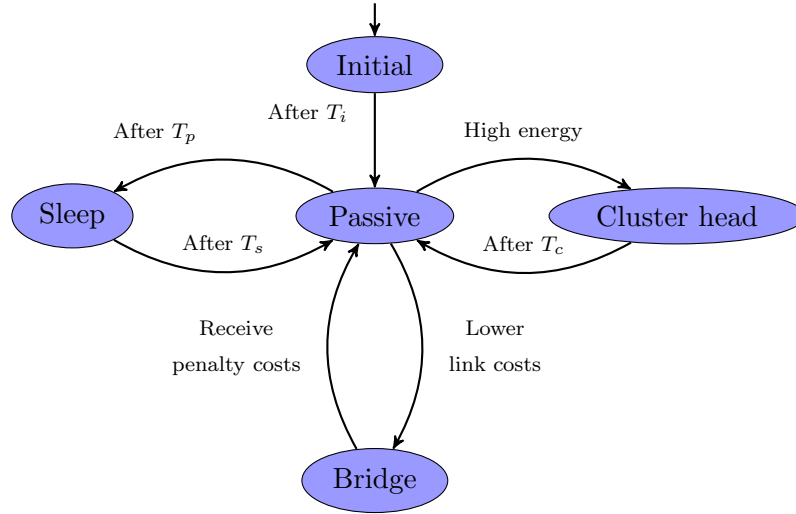 Initial
After $T_i$
After $T_p$
High energy
Sleep
Passive
Cluster head
After $T_s$
After $T_c$
Receive
penalty costs
Lower
link costs
Bridge